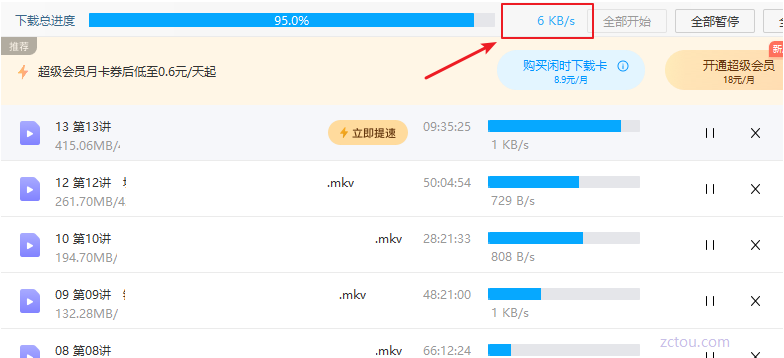 下载总进度 95.0% 6 KB/s 全部开始 全部暂停
推荐
超级会员月卡券后低至0.6元/天起 购买闲时下载卡 开通超级会员
8.9元/月 18元/月
13 第13讲 立即提速 09:35:25
415.06MB/ 1 KB/s
12 第12讲 .mkv 50:04:54
261.70MB/4 729 B/s
10 第10讲 .mkv 28:21:33
194.70MB/ 808 B/s
09 第09讲 .mkv 48:21:00
132.28MB/ 1 KB/s
08 第08讲 .mkv 66:12:24
zctou.com